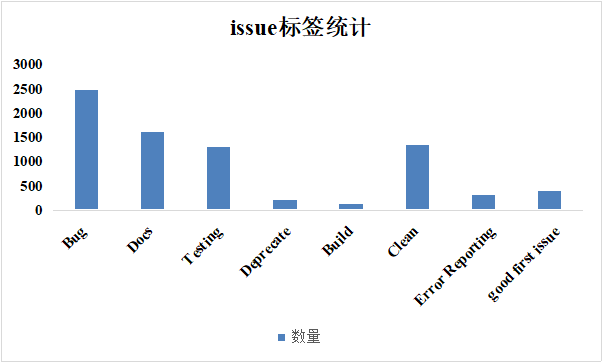 issue标签统计
3000
2500
2000
1500
1000
500
0
Bug
Docs
Testing
Deprecate
Build
Clean
Error Reporting
good first issue
数量